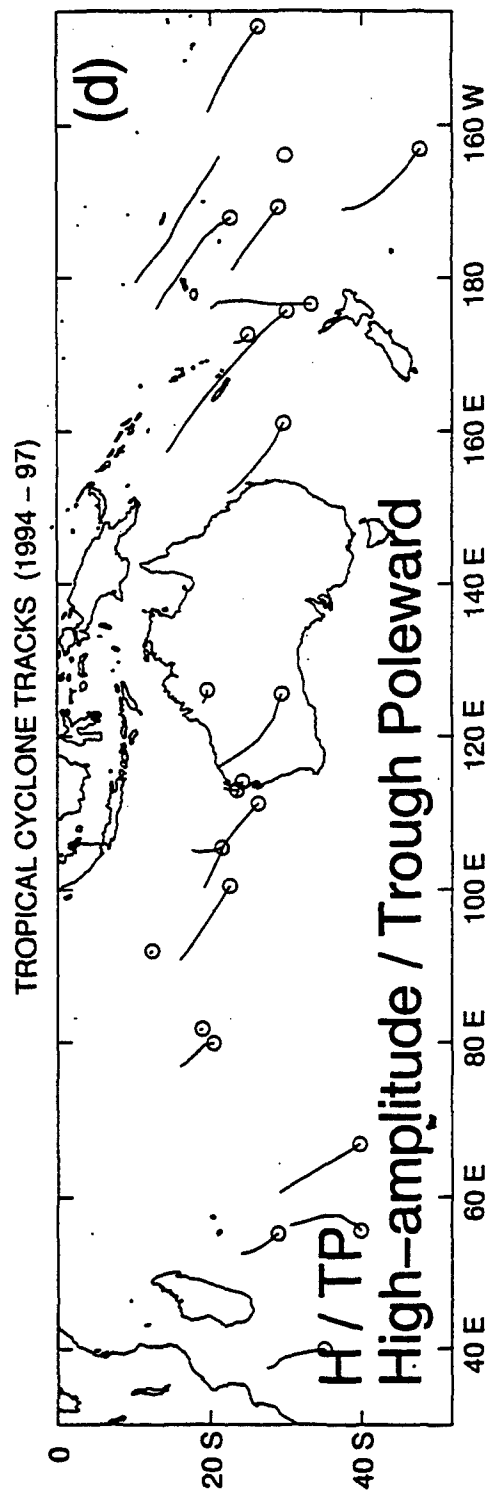 TROPICAL CYCLONE TRACKS (1994 – 97)
(d)
0
20 S
40 S
H / TP
High–amplitude / Trough Poleward
40 E
60 E
80 E
100 E
120 E
140 E
160 E
180
160 W